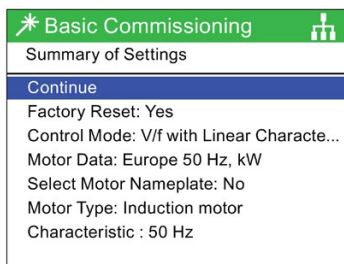 Basic Commissioning
Summary of Settings
Continue
Factory Reset: Yes
Control Mode: V/f with Linear Characte...
Motor Data: Europe 50 Hz, kW
Select Motor Nameplate: No
Motor Type: Induction motor
Characteristic : 50 Hz